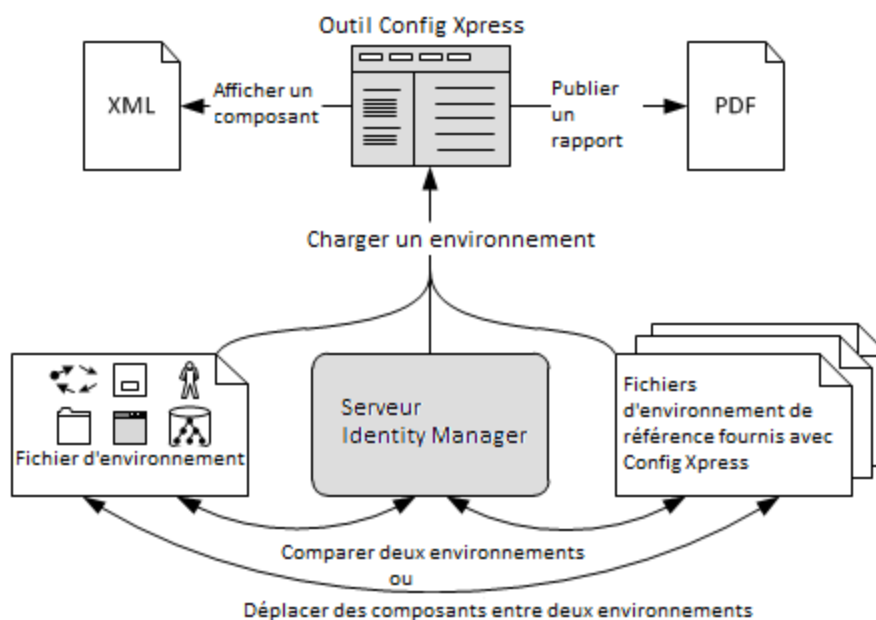 Outil Config Xpress
XML
Afficher un
composant
Publier
un
rapport
PDF
Charger un environnement
Fichier d'environnement
Serveur
Identity Manager
Fichiers
d'environnement de
référence fournis avec
Config Xpress
Comparer deux environnements
ou
Déplacer des composants entre deux environnements